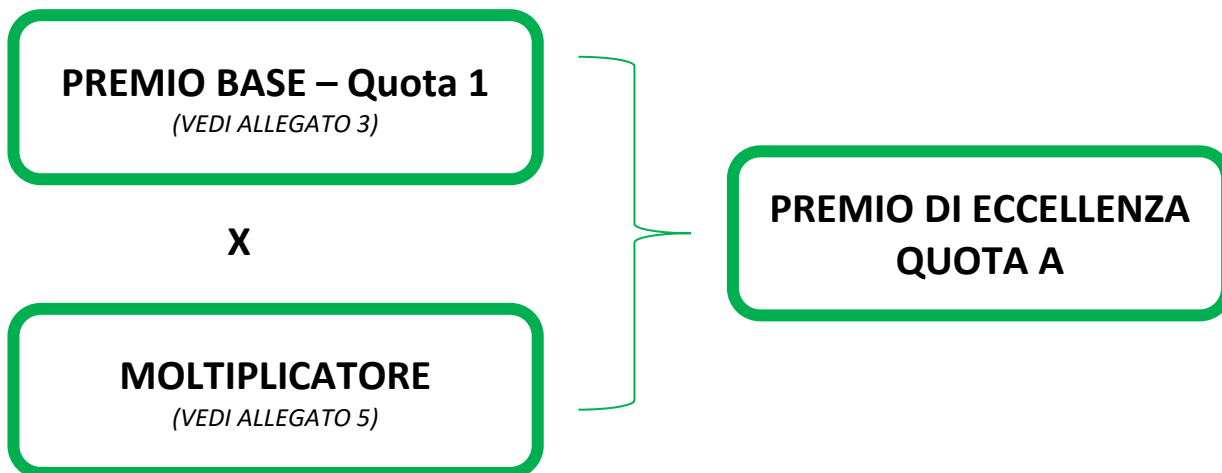 PREMIO BASE – Quota 1
(VEDI ALLEGATO 3)
X
MOLTIPLICATORE
(VEDI ALLEGATO 5)
PREMIO DI ECCELLENZA
QUOTA A